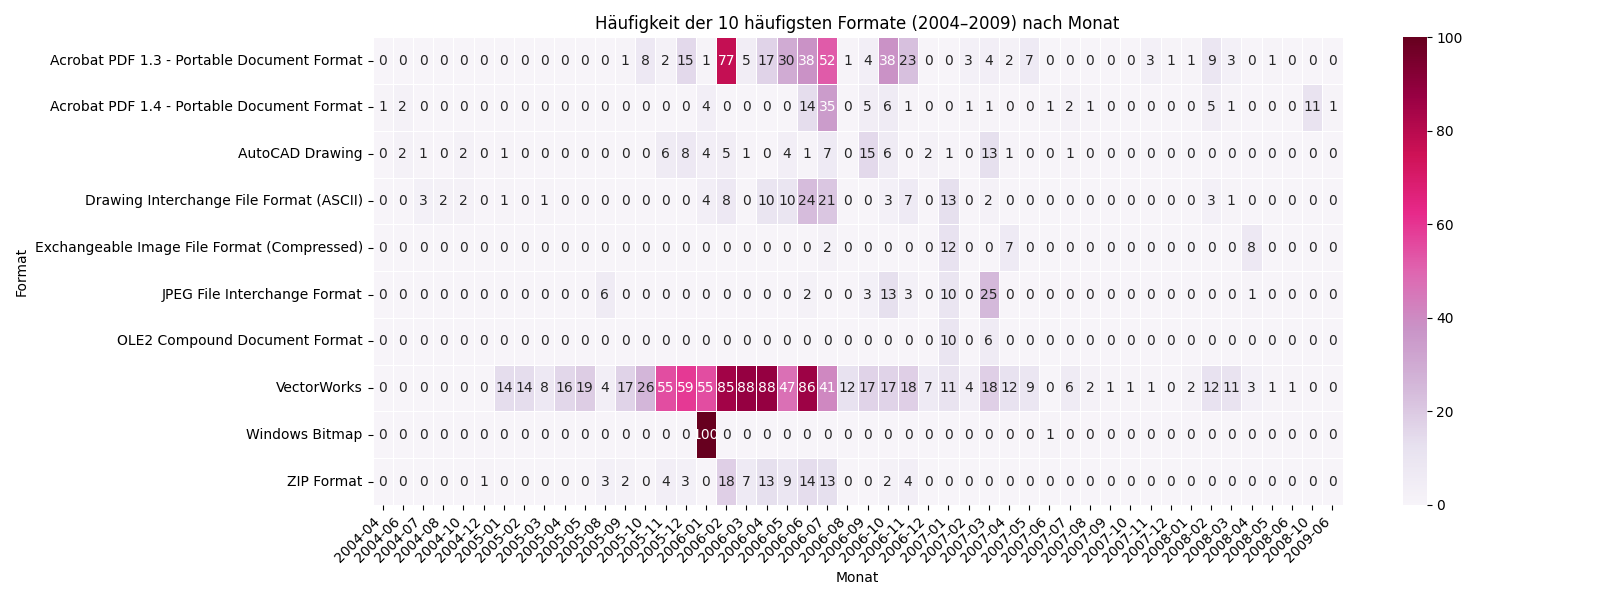 Häufigkeit der 10 häufigsten Formate (2004–2009) nach Monat
Format
Acrobat PDF 1.3 - Portable Document Format 0 0 0 0 0 0 0 0 0 0 0 0 1 8 2 15 1 77 5 17 30 38 52 1 4 38 23 0 0 3 4 2 7 0 0 0 0 0 3 1 1 9 3 0 1 0 0 0
Acrobat PDF 1.4 - Portable Document Format 1 2 0 0 0 0 0 0 0 0 0 0 0 0 0 0 4 0 0 0 0 14 35 0 5 6 1 0 0 1 1 0 0 1 2 1 0 0 0 0 0 5 1 0 0 0 11 1
AutoCAD Drawing 0 2 1 0 2 0 1 0 0 0 0 0 0 0 6 8 4 5 1 0 4 1 7 0 15 6 0 2 1 0 13 1 0 0 1 0 0 0 0 0 0 0 0 0 0 0 0 0
Drawing Interchange File Format (ASCII) 0 0 3 2 2 0 1 0 1 0 0 0 0 0 0 0 4 8 0 10 10 24 21 0 0 3 7 0 13 0 2 0 0 0 0 0 0 0 0 0 0 3 1 0 0 0 0 0
Exchangeable Image File Format (Compressed) 0 0 0 0 0 0 0 0 0 0 0 0 0 0 0 0 0 0 0 0 0 0 2 0 0 0 0 0 12 0 0 7 0 0 0 0 0 0 0 0 0 0 0 8 0 0 0 0
JPEG File Interchange Format 0 0 0 0 0 0 0 0 0 0 0 6 0 0 0 0 0 0 0 0 0 2 0 0 3 13 3 0 10 0 25 0 0 0 0 0 0 0 0 0 0 0 0 1 0 0 0 0
OLE2 Compound Document Format 0 0 0 0 0 0 0 0 0 0 0 0 0 0 0 0 0 0 0 0 0 0 0 0 0 0 0 0 10 0 6 0 0 0 0 0 0 0 0 0 0 0 0 0 0 0 0 0
VectorWorks 0 0 0 0 0 0 14 14 8 16 19 4 17 26 55 59 55 85 88 88 47 86 41 12 17 17 18 7 11 4 18 12 9 0 6 2 1 1 1 0 2 12 11 3 1 1 0 0
Windows Bitmap 0 0 0 0 0 0 0 0 0 0 0 0 0 0 0 0 100 0 0 0 0 0 0 0 0 0 0 0 0 0 0 0 0 1 0 0 0 0 0 0 0 0 0 0 0 0 0 0
ZIP Format 0 0 0 0 0 1 0 0 0 0 0 3 2 0 4 3 0 18 7 13 9 14 13 0 0 2 4 0 0 0 0 0 0 0 0 0 0 0 0 0 0 0 0 0 0 0 0 0
2004-04 2004-06 2004-07 2004-08 2004-10 2004-12 2005-01 2005-02 2005-03 2005-04 2005-05 2005-08 2005-09 2005-10 2005-11 2005-12 2006-01 2006-02 2006-03 2006-04 2006-05 2006-06 2006-07 2006-08 2006-09 2006-10 2006-11 2006-12 2007-01 2007-02 2007-03 2007-04 2007-05 2007-06 2007-07 2007-08 2007-09 2007-10 2007-11 2007-12 2008-01 2008-02 2008-03 2008-04 2008-05 2008-06 2008-10 2009-06
Monat
100
80
60
40
20
0